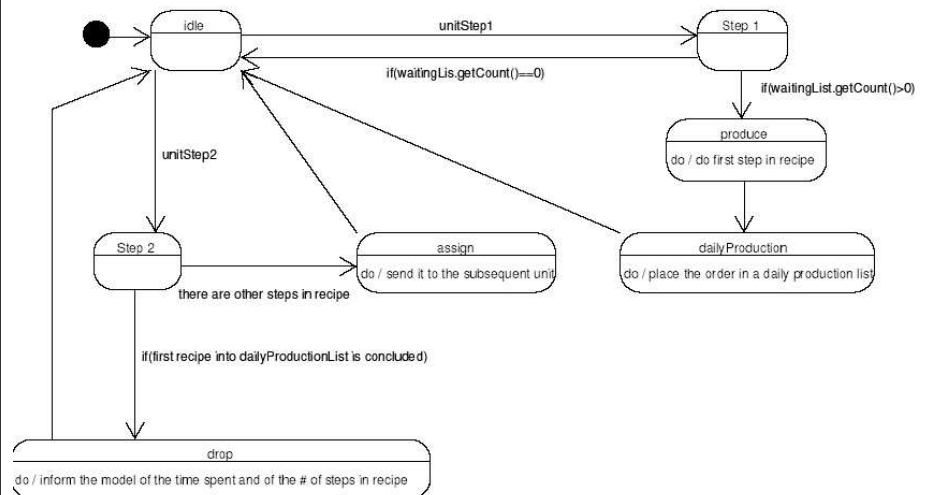 idle
unitStep1
Step 1
if(waitingLis.getCount()==0)
if(waitingList.getCount()>0)
produce
do / do first step in recipe
unitStep2
Step 2
assign
do / send it to the subsequent unit
dailyProduction
do / place the order in a daily production list
there are other steps in recipe
if(first recipe into dailyProductionList is concluded)
drop
do / inform the model of the time spent and of the # of steps in recipe